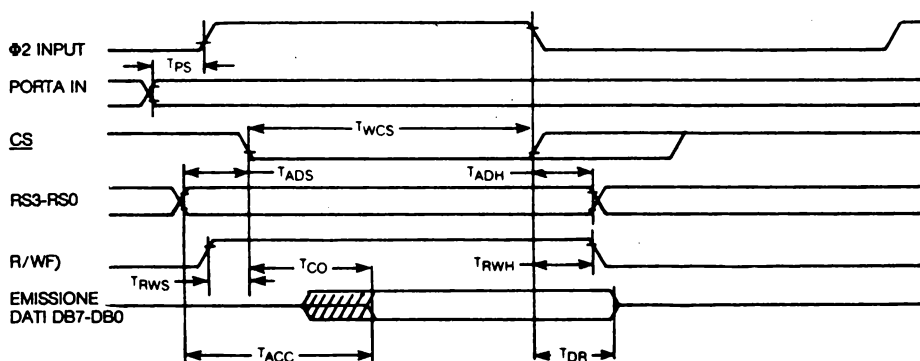 Φ2 INPUT
TPS
PORTA IN
CS
TWCS
TADS
TADH
RS3-RS0
R/WF)
TRWS
TCO
TRWH
EMISSIONE
DATI DB7-DB0
TACC
TDR